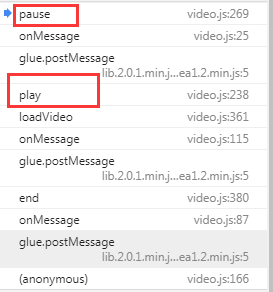 pause video.js:269
onMessage video.js:25
glue.postMessage
lib.2.0.1.min.j...ea1.2.min.js:5
play video.js:238
loadVideo video.js:361
onMessage video.js:115
glue.postMessage
lib.2.0.1.min.j...ea1.2.min.js:5
end video.js:380
onMessage video.js:87
glue.postMessage
lib.2.0.1.min.j...ea1.2.min.js:5
(anonymous) video.js:166